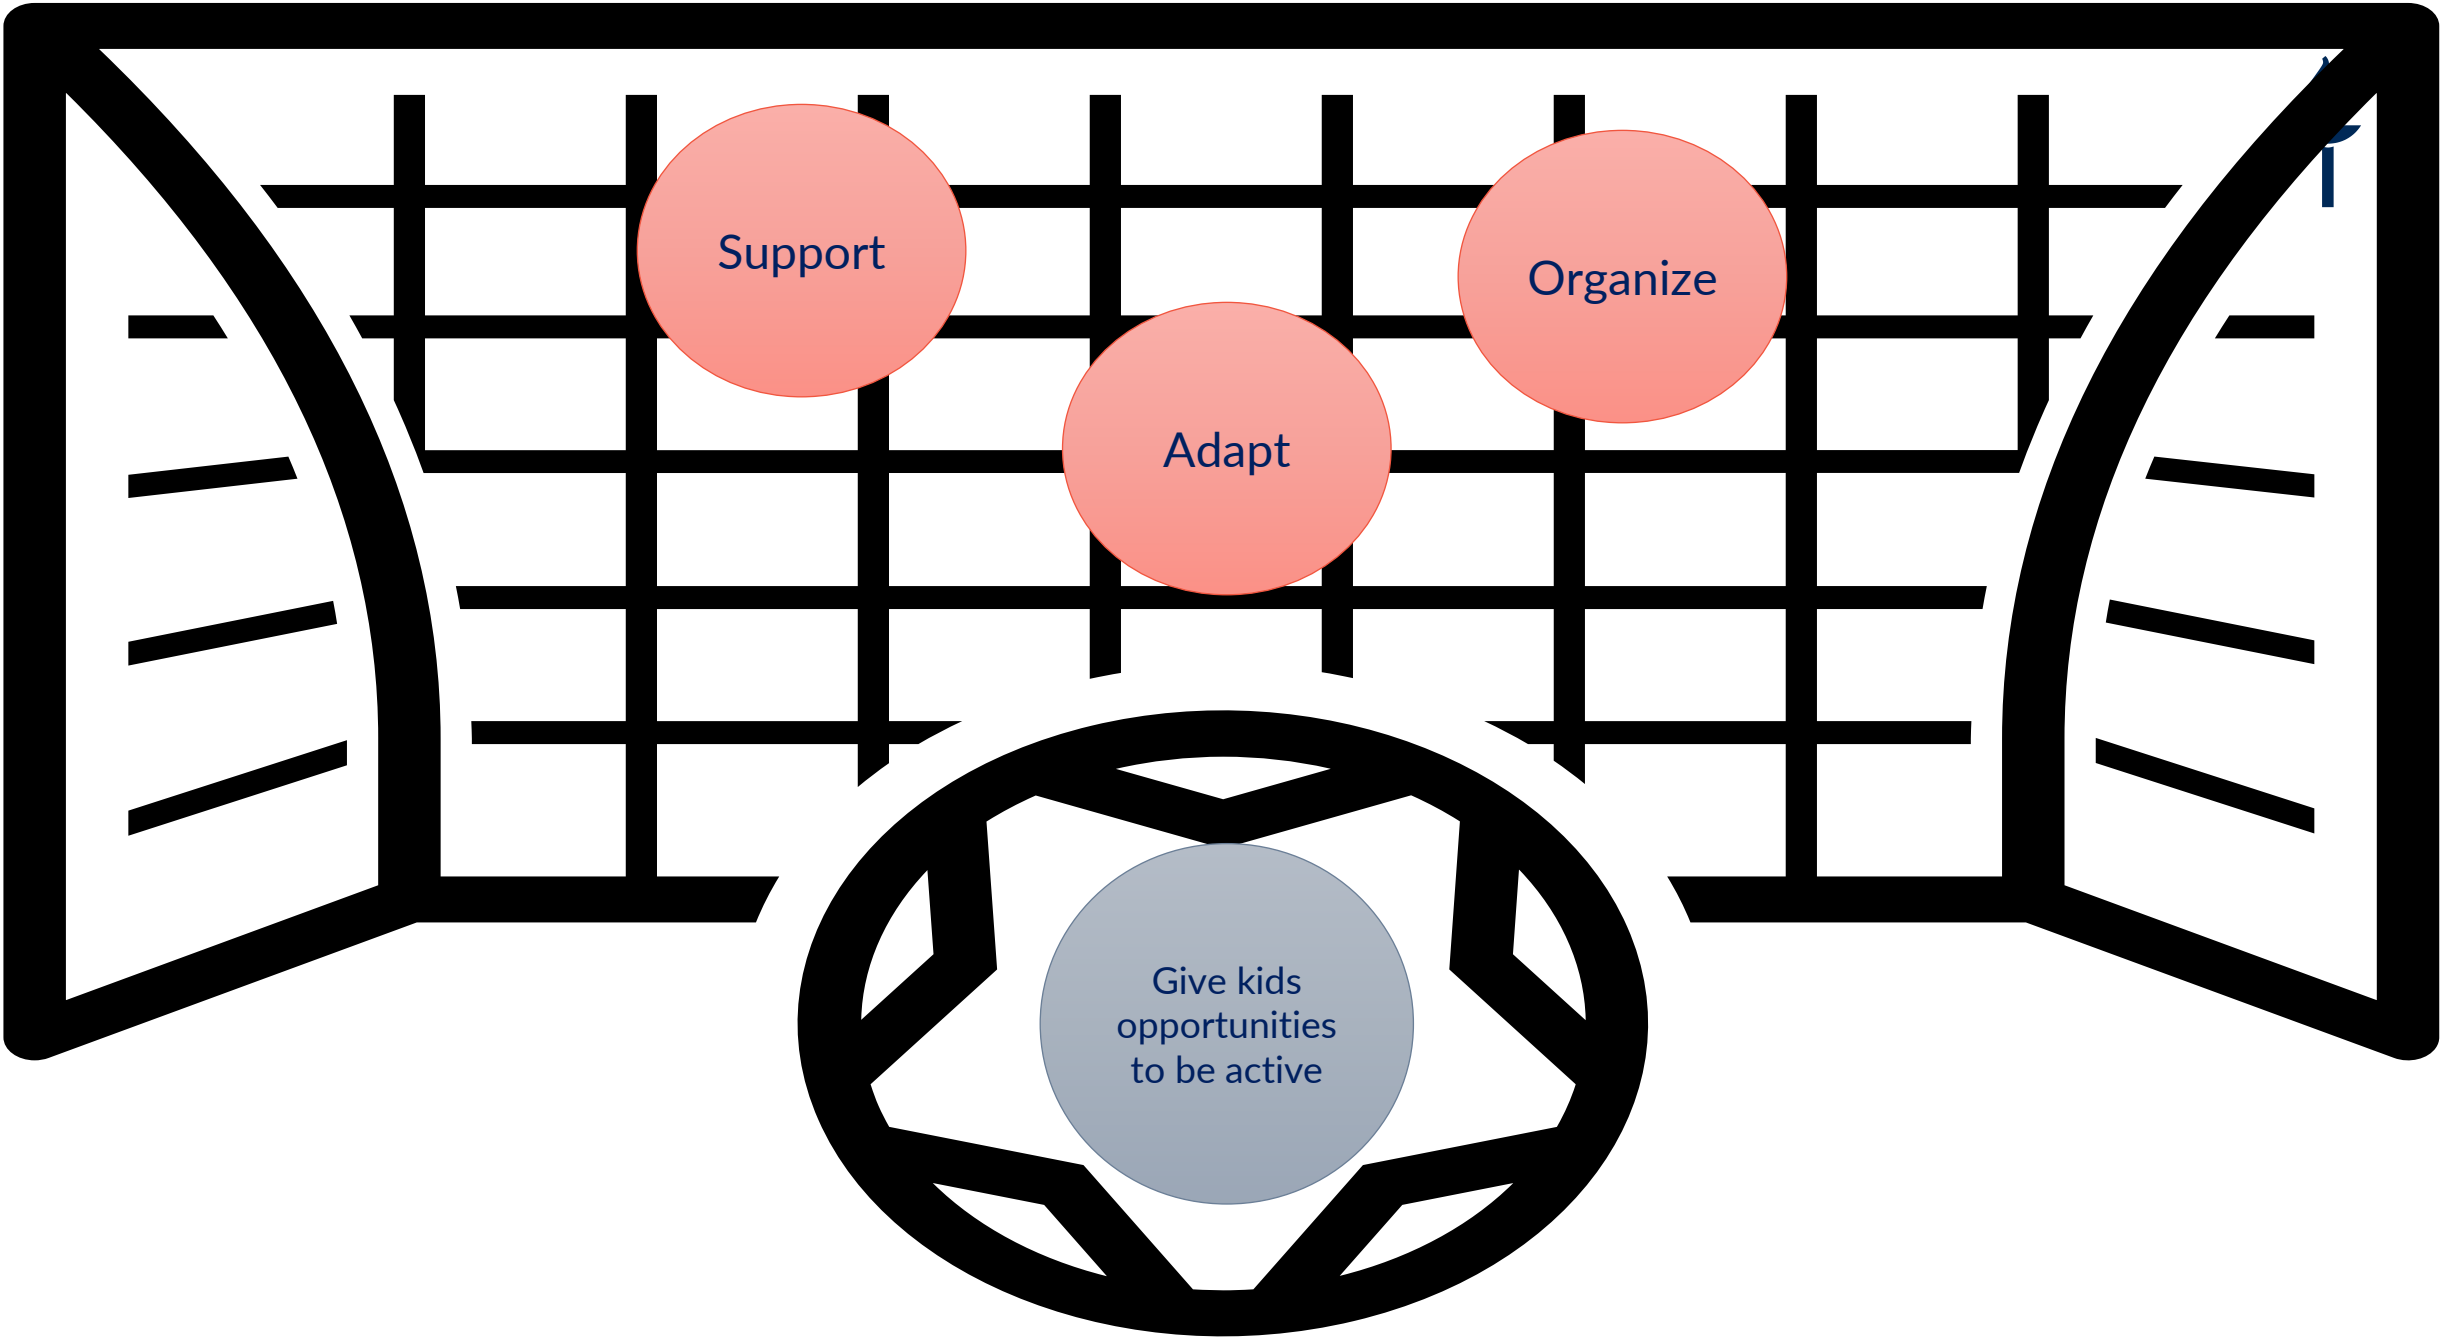 Support
Organize
Adapt
Give kids
opportunities
to be active